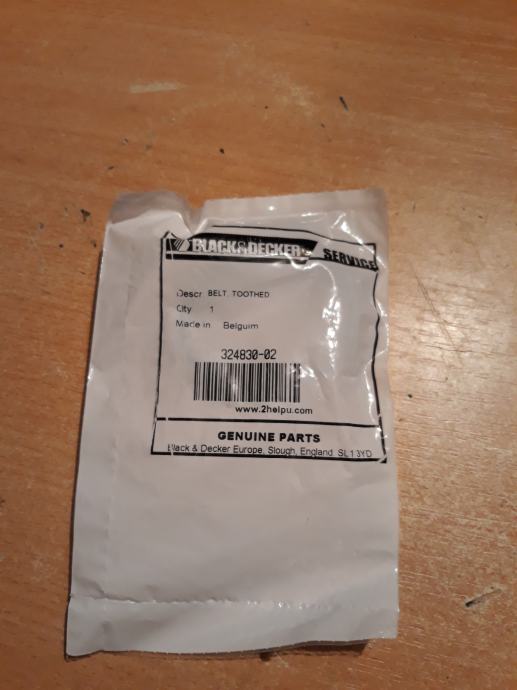 BLACK&DECKER SERVICE
Descr BELT, TOOTHED
Qty 1
Made in Belguim
324830-02
www.2helpu.com
GENUINE PARTS
Black & Decker Europe, Slough, England. SL1 3YD